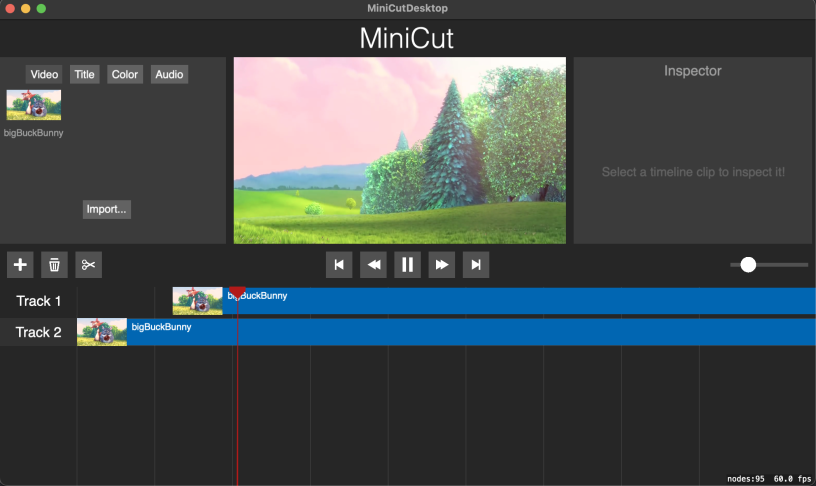 MiniCutDesktop
MiniCut
Video Title Color Audio
bigBuckBunny
Import...
Inspector
Select a timeline clip to inspect it!
Track 1
bigBuckBunny
Track 2
bigBuckBunny
nodes:95 60.0 fps